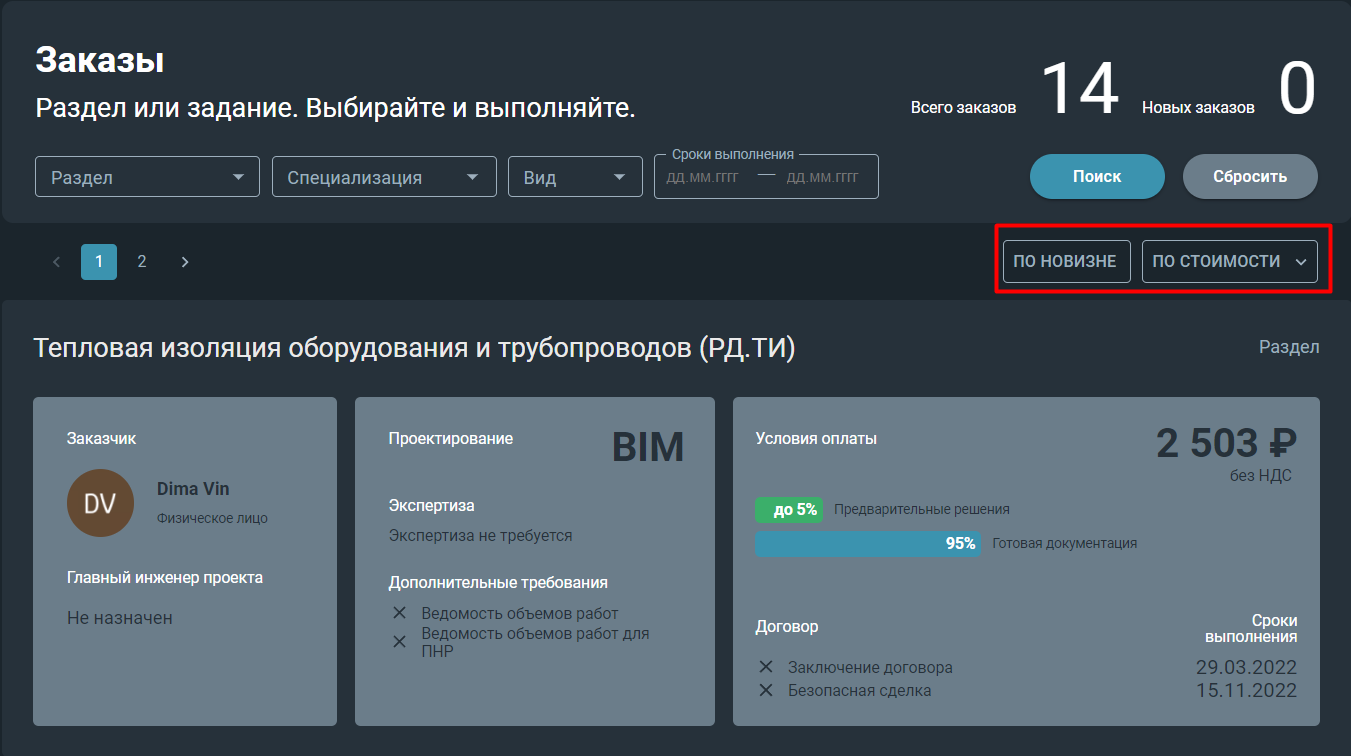 Заказы
Раздел или задание. Выбирайте и выполняйте.
Всего заказов 14 Новых заказов 0
Раздел
Специализация
Вид
Сроки выполнения
ДД.ММ.ГГГГ — ДД.ММ.ГГГГ
Поиск
Сбросить
1 2
ПО НОВИЗНЕ
ПО СТОИМОСТИ
Тепловая изоляция оборудования и трубопроводов (РД.ТИ)
Раздел
Заказчик
DV
Dima Vin
Физическое лицо
Главный инженер проекта
Не назначен
Проектирование
BIM
Экспертиза
Экспертиза не требуется
Дополнительные требования
Ведомость объемов работ
Ведомость объемов работ для
ПНР
Условия оплаты
2 503 ₽
без НДС
до 5% Предварительные решения
95% Готовая документация
Договор
Заключение договора
Безопасная сделка
Сроки
выполнения
29.03.2022
15.11.2022